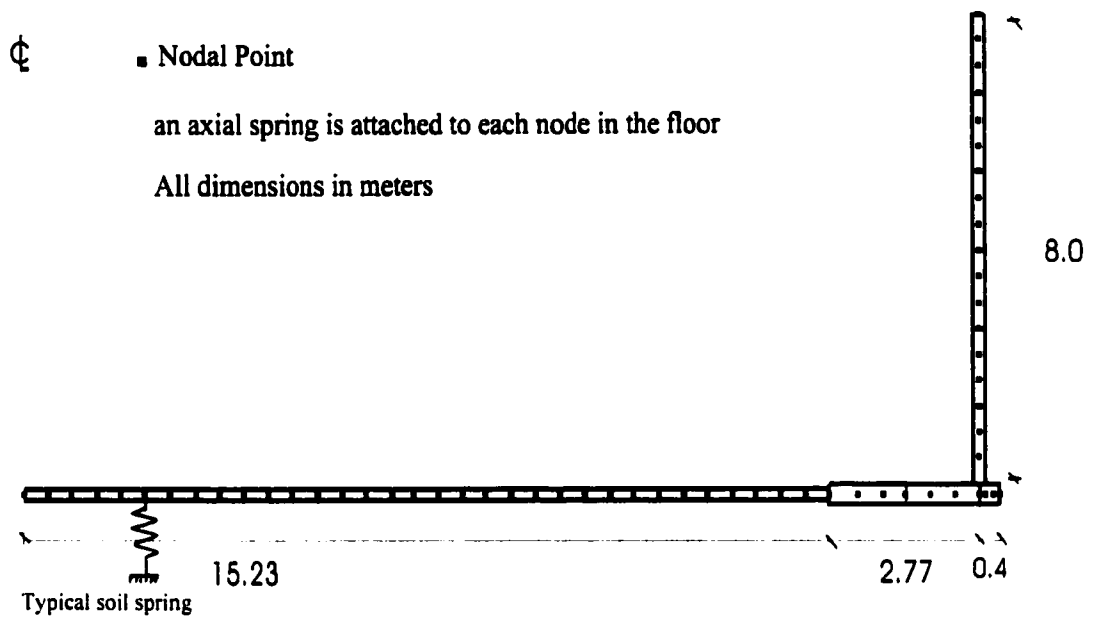 ℄
Nodal Point
an axial spring is attached to each node in the floor
All dimensions in meters
8.0
15.23
2.77
0.4
Typical soil spring